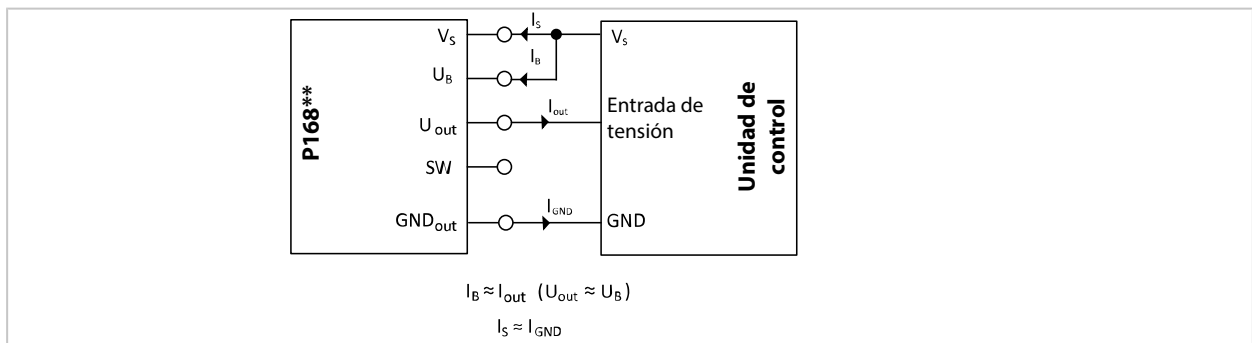 P168**
V_S
U_B
U_out
SW
GND_out
I_S
I_B
I_out
I_GND
V_S
Entrada de
tensión
GND
Unidad de
control
I_B ≈ I_out (U_out ≈ U_B)
I_S ≈ I_GND